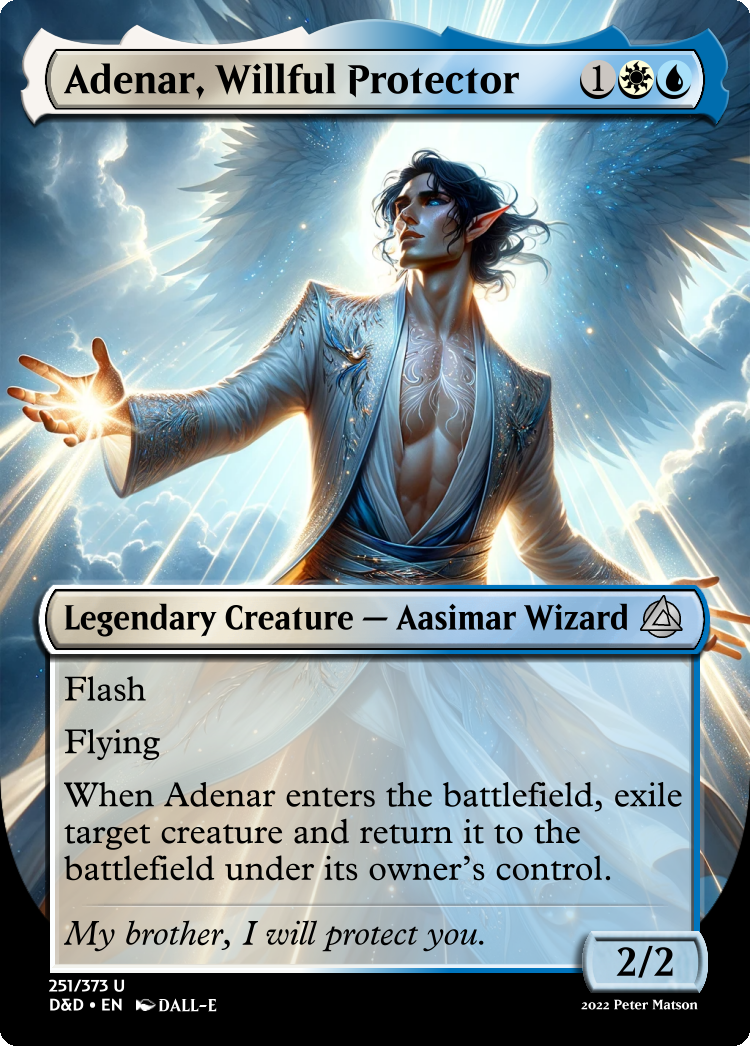 Adenar, Willful Protector 1
Legendary Creature — Aasimar Wizard
Flash
Flying
When Adenar enters the battlefield, exile
target creature and return it to the
battlefield under its owner's control.
My brother, I will protect you.
2/2
251/373 U
D&D • EN DALL-E
2022 Peter Matson